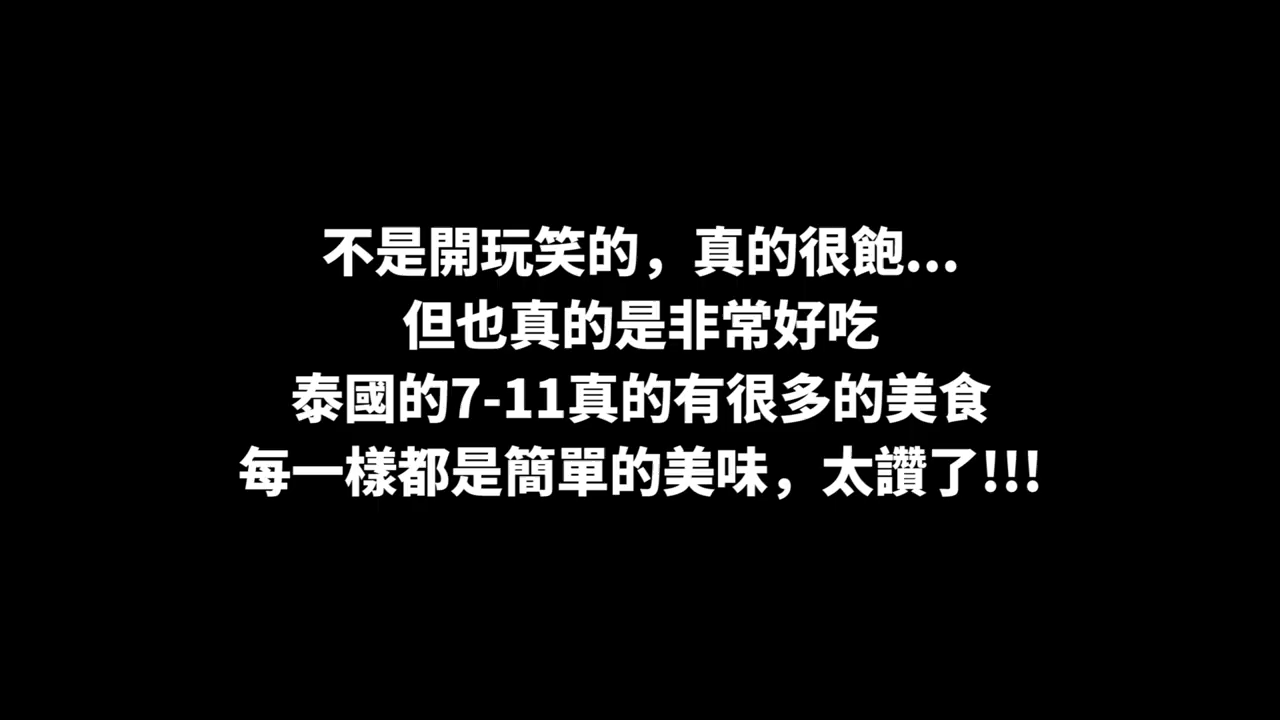 不是開玩笑的，真的很飽...
但也真的是非常好吃
泰國的7-11真的有很多的美食
每一樣都是簡單的美味，太讚了!!!